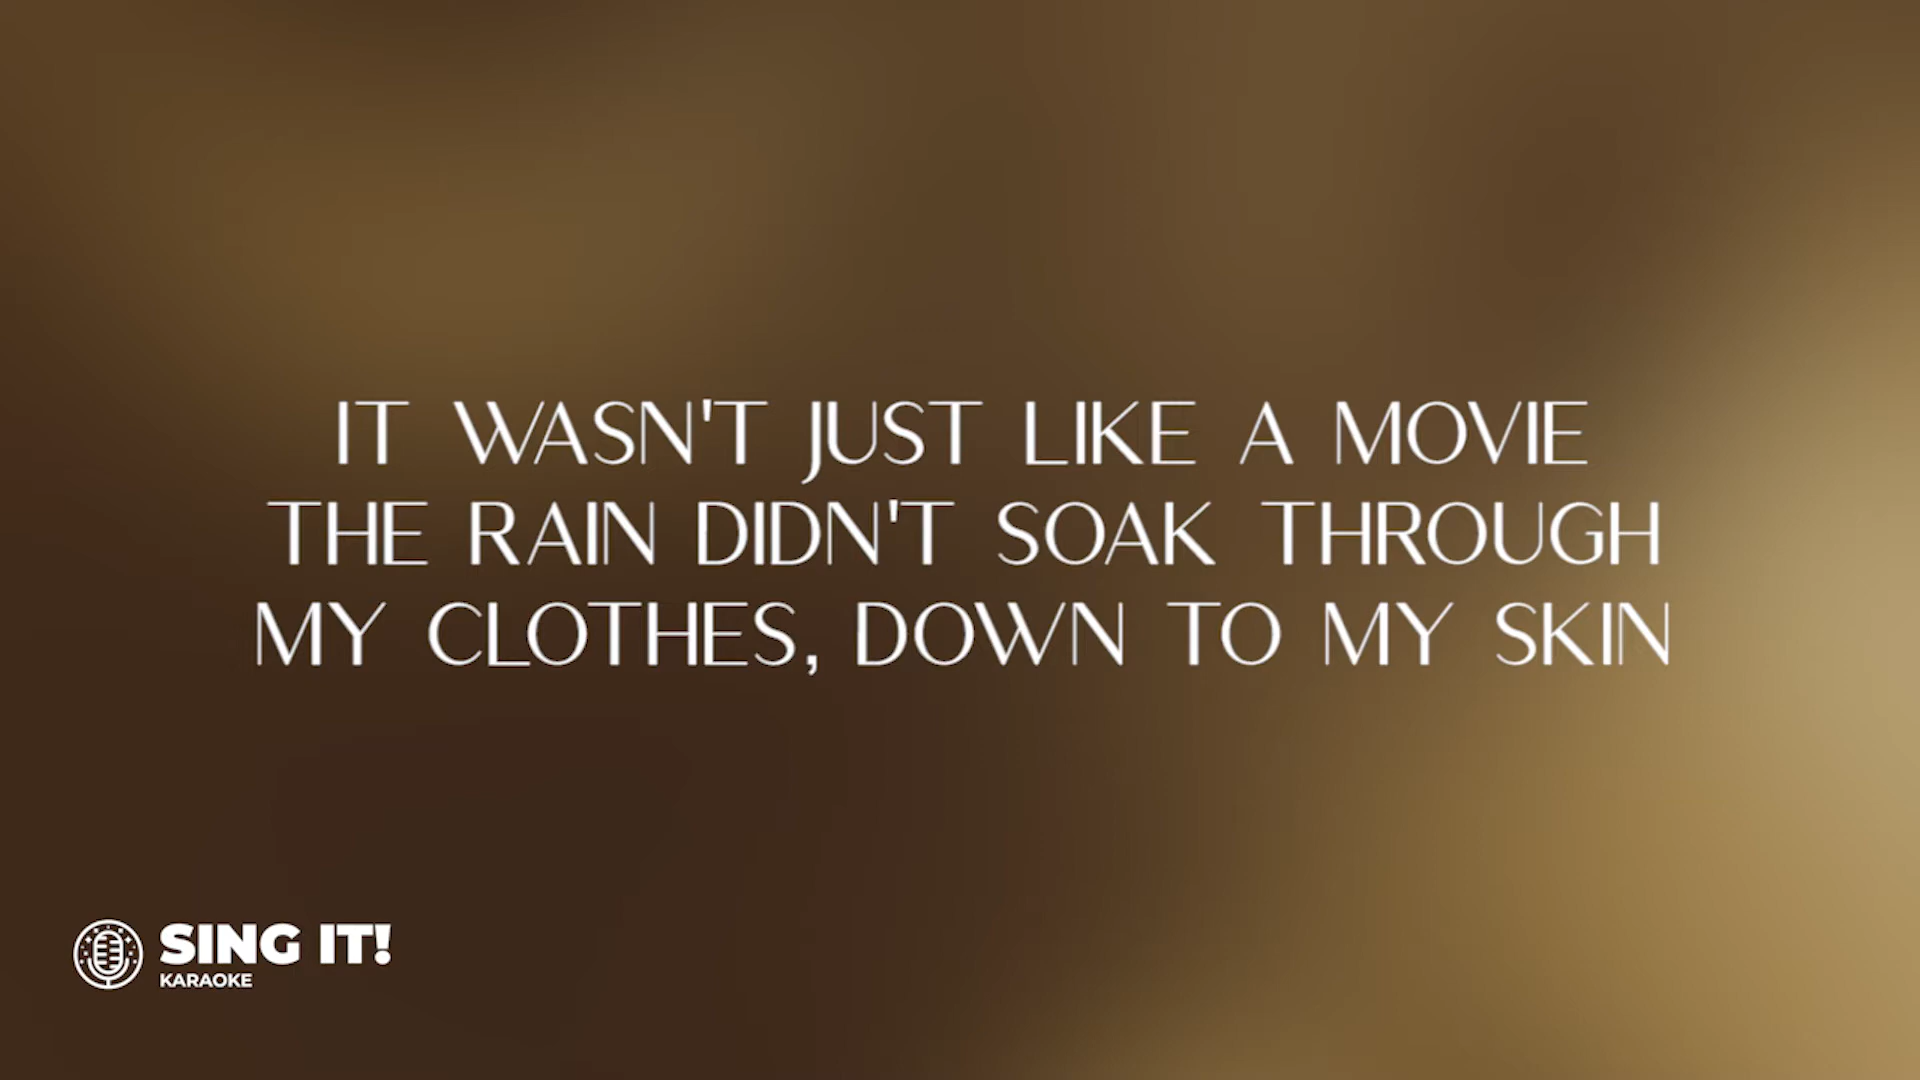 IT WASN'T JUST LIKE A MOVIE
THE RAIN DIDN'T SOAK THROUGH
MY CLOTHES, DOWN TO MY SKIN
SING IT!
KARAOKE